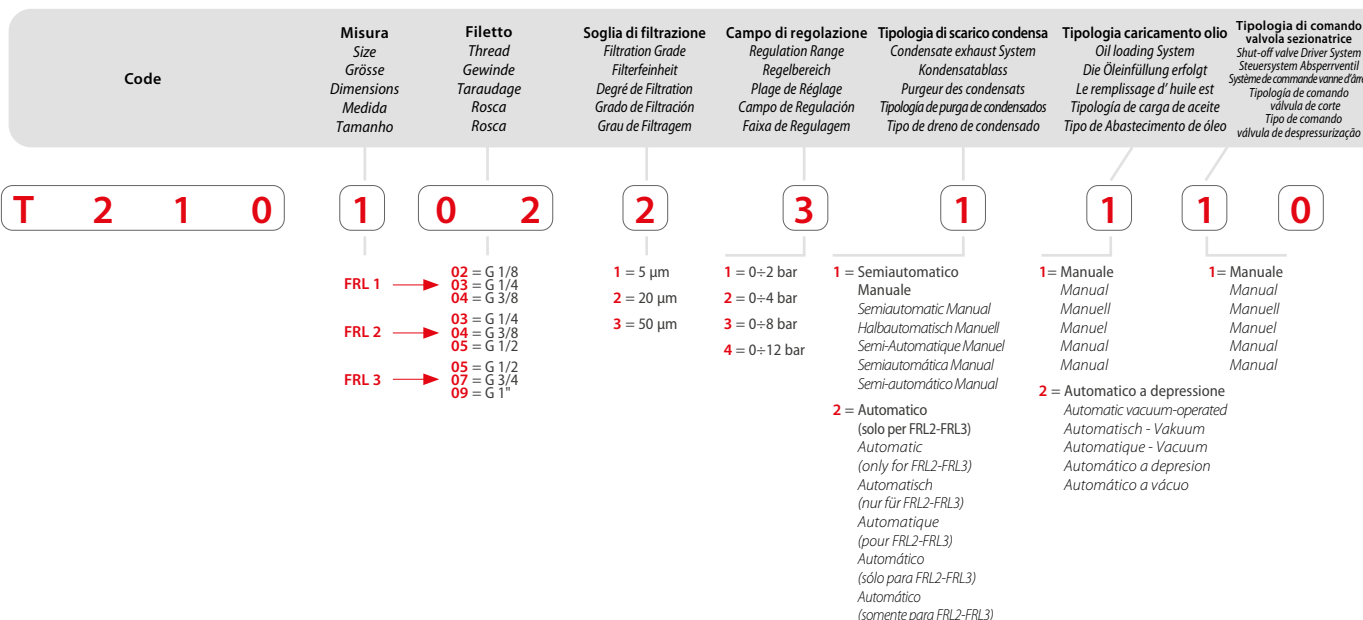 Code
Misura
Size
Grösse
Dimensions
Medida
Tamanho
Filetto
Thread
Gewinde
Taraudage
Rosca
Rosca
Soglia di filtrazione
Filtration Grade
Filterfeinheit
Degré de Filtration
Grado de Filtración
Grau de Filtragem
Campo di regolazione
Regulation Range
Regelbereich
Plage de Réglage
Campo de Regulación
Faixa de Regulagem
Tipologia di scarico condensa
Condensate exhaust System
Kondensatablass
Purgeur des condensats
Tipología de purga de condensados
Tipo de dreno de condensado
Tipologia caricamento olio
Oil loading System
Die Öleinfüllung erfolgt
Le remplissage d' huile est
Tipología de carga de aceite
Tipo de Abastecimento de óleo
Tipologia di comando
valvola sezionatrice
Shut-off valve Driver System
Steuersystem Absperrventil
Système de commande vanne
Tipología de comando
válvula de corte
Tipo de comando
válvula de despressurização
T 2 1 0 1 0 2 2 3 1 1 1 0
FRL 1
02 = G 1/8
03 = G 1/4
04 = G 3/8
FRL 2
03 = G 1/4
04 = G 3/8
05 = G 1/2
FRL 3
05 = G 1/2
07 = G 3/4
09 = G 1"
1 = 5 µm
2 = 20 µm
3 = 50 µm
1 = 0÷2 bar
2 = 0÷4 bar
3 = 0÷8 bar
4 = 0÷12 bar
1 = Semiautomatico
Manuale
Semiautomatic Manual
Halbautomatisch Manuell
Semi-Automatique Manuel
Semiautomática Manual
Semi-automático Manual
2 = Automatico
(solo per FRL2-FRL3)
Automatic
(only for FRL2-FRL3)
Automatisch
(nur für FRL2-FRL3)
Automatique
(pour FRL2-FRL3)
Automático
(sólo para FRL2-FRL3)
Automático
(somente para FRL2-FRL3)
1= Manuale
Manual
Manuell
Manuel
Manual
Manual
2 = Automatico a depressione
Automatic vacuum-operated
Automatisch - Vakuum
Automatique - Vacuum
Automático a depresion
Automático a vácuo
1= Manuale
Manual
Manuell
Manuel
Manual
Manual